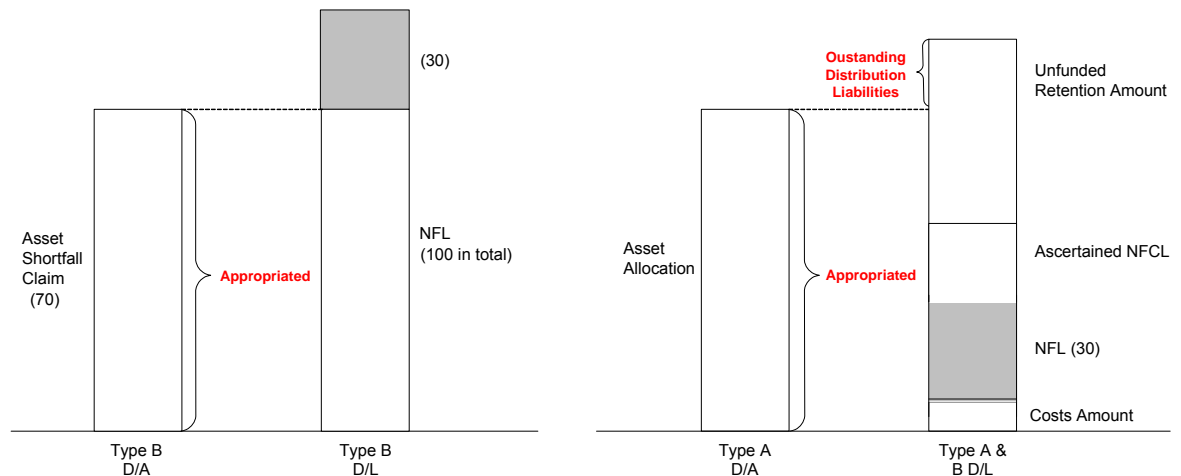 (30)
Asset
Shortfall
Claim
(70)
Appropriated
NFL
(100 in total)
Type B
D/A
Type B
D/L
Oustanding
Distribution
Liabilities
Unfunded
Retention Amount
Asset
Allocation
Appropriated
Ascertained NFCL
NFL (30)
Costs Amount
Type A
D/A
Type A &
B D/L